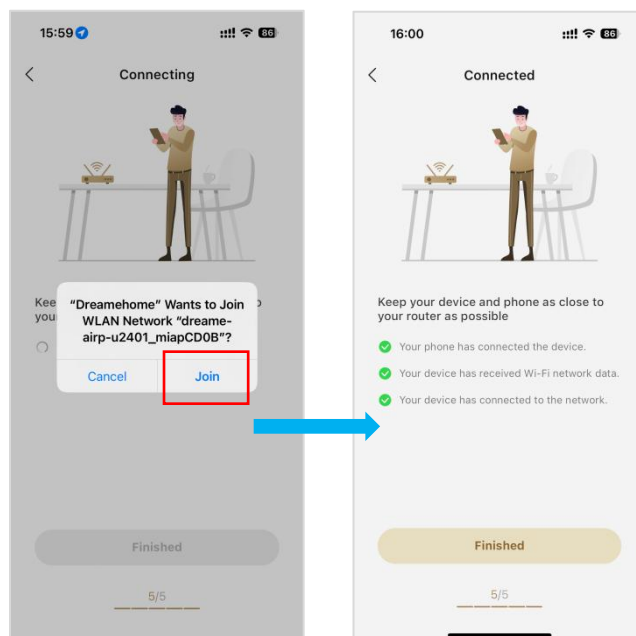 15:59
86
Connecting
Kee
you
"Dreamehome" Wants to Join
WLAN Network "dreame-
airp-u2401_miapCD0B"?
Cancel
Join
Finished
5/5
16:00
86
Connected
Keep your device and phone as close to
your router as possible
Your phone has connected the device.
Your device has received Wi-Fi network data.
Your device has connected to the network.
Finished
5/5